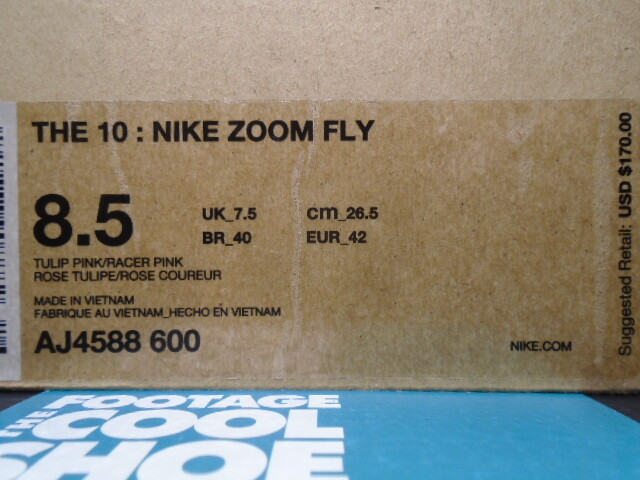 THE 10 : NIKE ZOOM FLY
8.5
UK_7.5 cm_26.5
BR_40 EUR_42
TULIP PINK/RACER PINK
ROSE TULIPE/ROSE COUREUR
MADE IN VIETNAM
FABRIQUE AU VIETNAM_HECHO EN VIETNAM
AJ4588 600
NIKE.COM
Suggested Retail: USD $170.00
THE FOOTAGE
COOL
SHOE